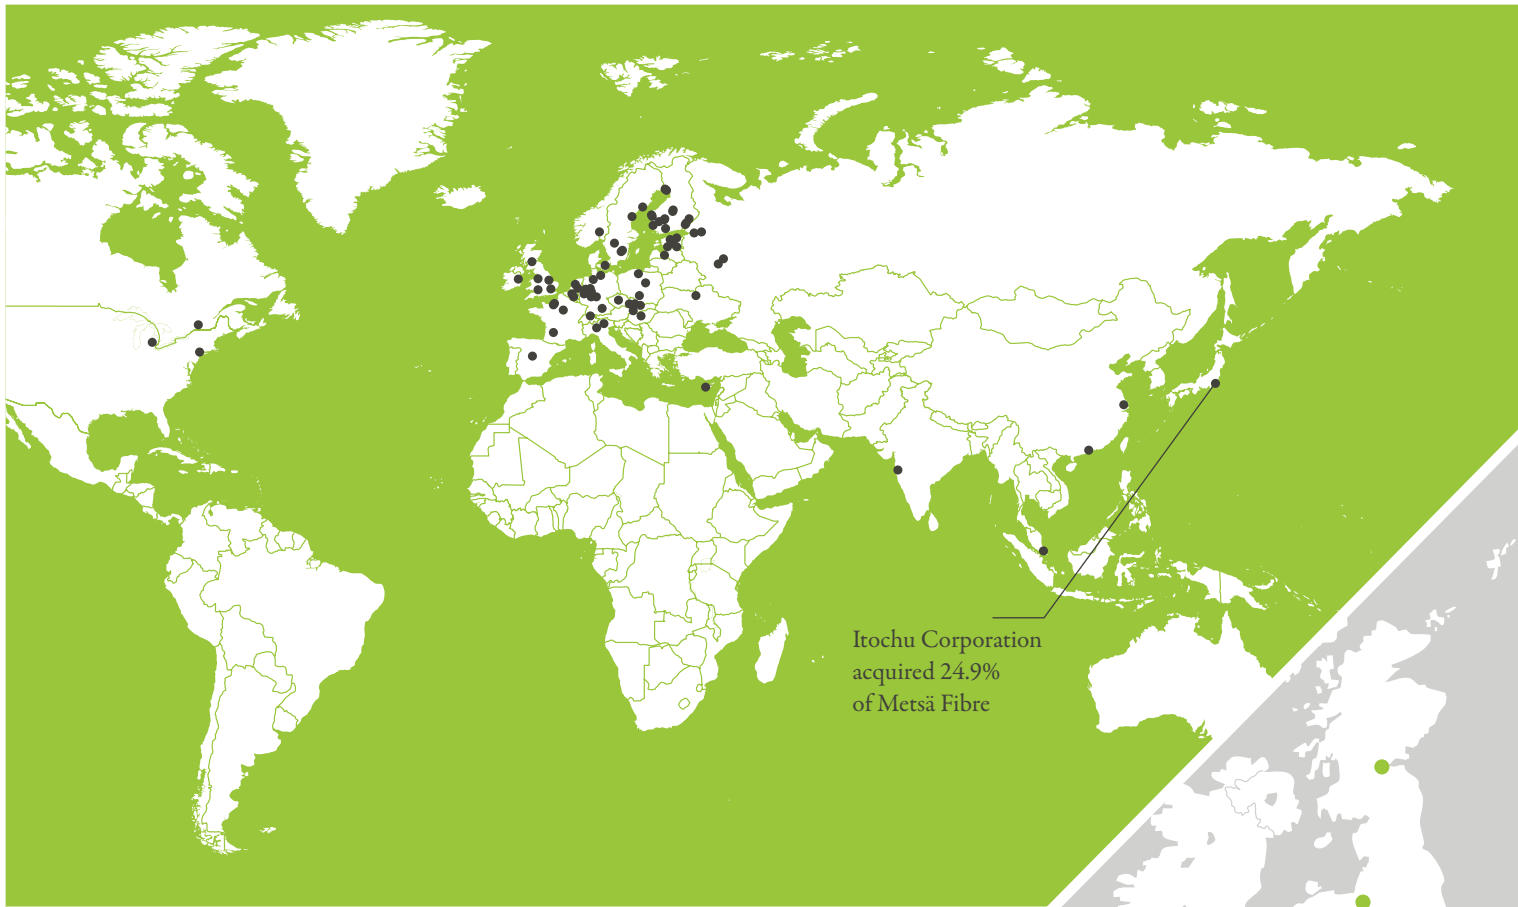 Itochu Corporation
acquired 24.9%
of Metsä Fibre